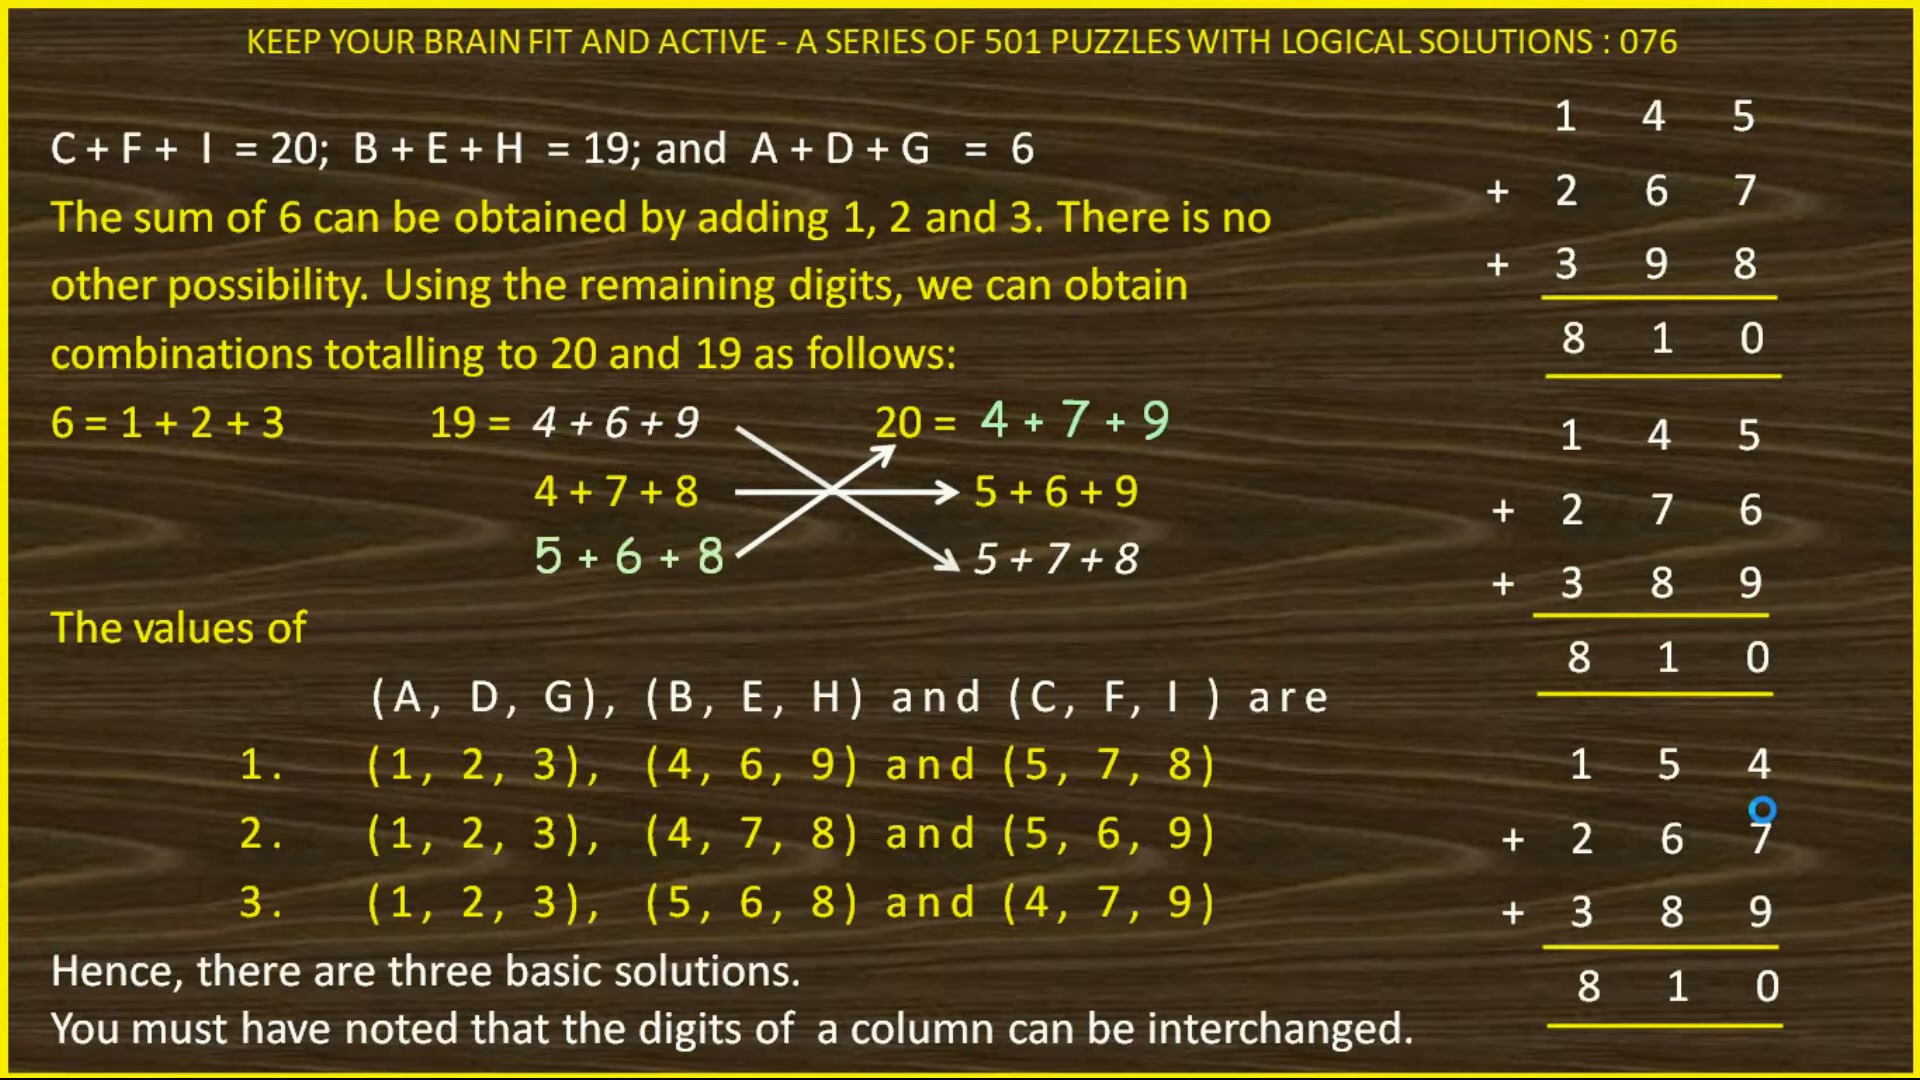 KEEP YOUR BRAIN FIT AND ACTIVE - A SERIES OF 501 PUZZLES WITH LOGICAL SOLUTIONS : 076
C + F + I = 20; B + E + H = 19; and A + D + G = 6
The sum of 6 can be obtained by adding 1, 2 and 3. There is no
other possibility. Using the remaining digits, we can obtain
combinations totalling to 20 and 19 as follows:
6 = 1 + 2 + 3 19 = 4 + 6 + 9 20 = 4 + 7 + 9
4 + 7 + 8 5 + 6 + 9
5 + 6 + 8 5 + 7 + 8
The values of
(A, D, G), (B, E, H) and (C, F, I ) are
1. (1, 2, 3), (4, 6, 9) and (5, 7, 8)
2. (1, 2, 3), (4, 7, 8) and (5, 6, 9)
3. (1, 2, 3), (5, 6, 8) and (4, 7, 9)
Hence, there are three basic solutions.
You must have noted that the digits of a column can be interchanged.
1 4 5
+ 2 6 7
+ 3 9 8
8 1 0
1 4 5
+ 2 7 6
+ 3 8 9
8 1 0
1 5 4
+ 2 6 7
+ 3 8 9
8 1 0